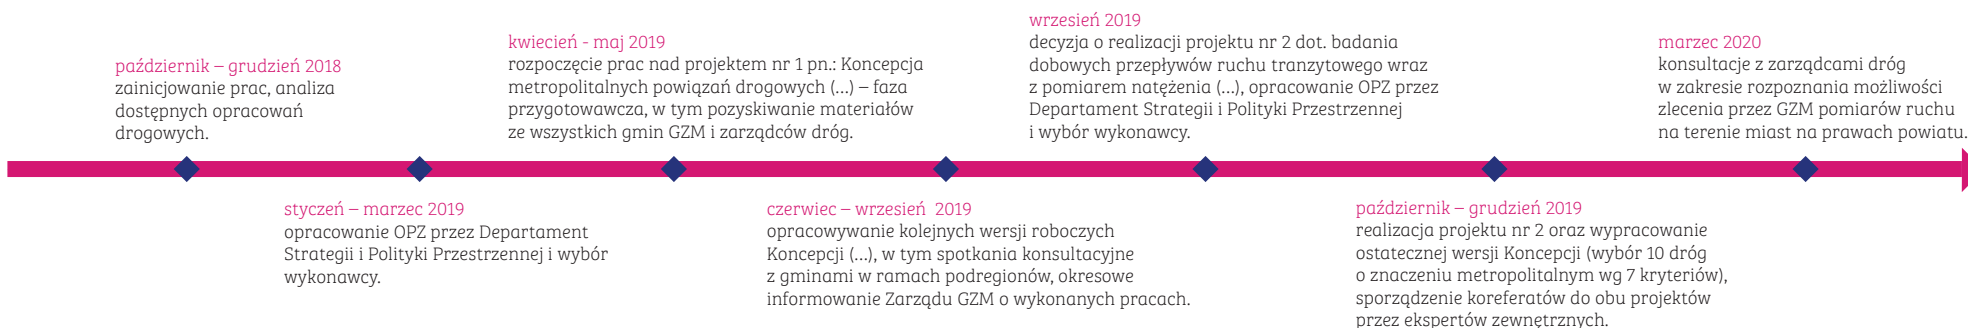 październik – grudzień 2018
zainicjowanie prac, analiza
dostępnych opracowań
drogowych.
styczeń – marzec 2019
opracowanie OPZ przez Departament
Strategii i Polityki Przestrzennej i wybór
wykonawcy.
kwiecień - maj 2019
rozpoczęcie prac nad projektem nr 1 pn.: Koncepcja
metropolitalnych powiązań drogowych (...) – faza
przygotowawcza, w tym pozyskiwanie materiałów
ze wszystkich gmin GZM i zarządców dróg.
czerwiec – wrzesień 2019
opracowywanie kolejnych wersji roboczych
Koncepcji (...), w tym spotkania konsultacyjne
z gminami w ramach podregionów, okresowe
informowanie Zarządu GZM o wykonanych pracach.
wrzesień 2019
decyzja o realizacji projektu nr 2 dot. badania
dobowych przepływów ruchu tranzytowego wraz
z pomiarem natężenia (...), opracowanie OPZ przez
Departament Strategii i Polityki Przestrzennej
i wybór wykonawcy.
październik – grudzień 2019
realizacja projektu nr 2 oraz wypracowanie
ostatecznej wersji Koncepcji (wybór 10 dróg
o znaczeniu metropolitalnym wg 7 kryteriów),
sporządzenie koreferatów do obu projektów
przez ekspertów zewnętrznych.
marzec 2020
konsultacje z zarządcami dróg
w zakresie rozpoznania możliwości
zlecenia przez GZM pomiarów ruchu
na terenie miast na prawach powiatu.